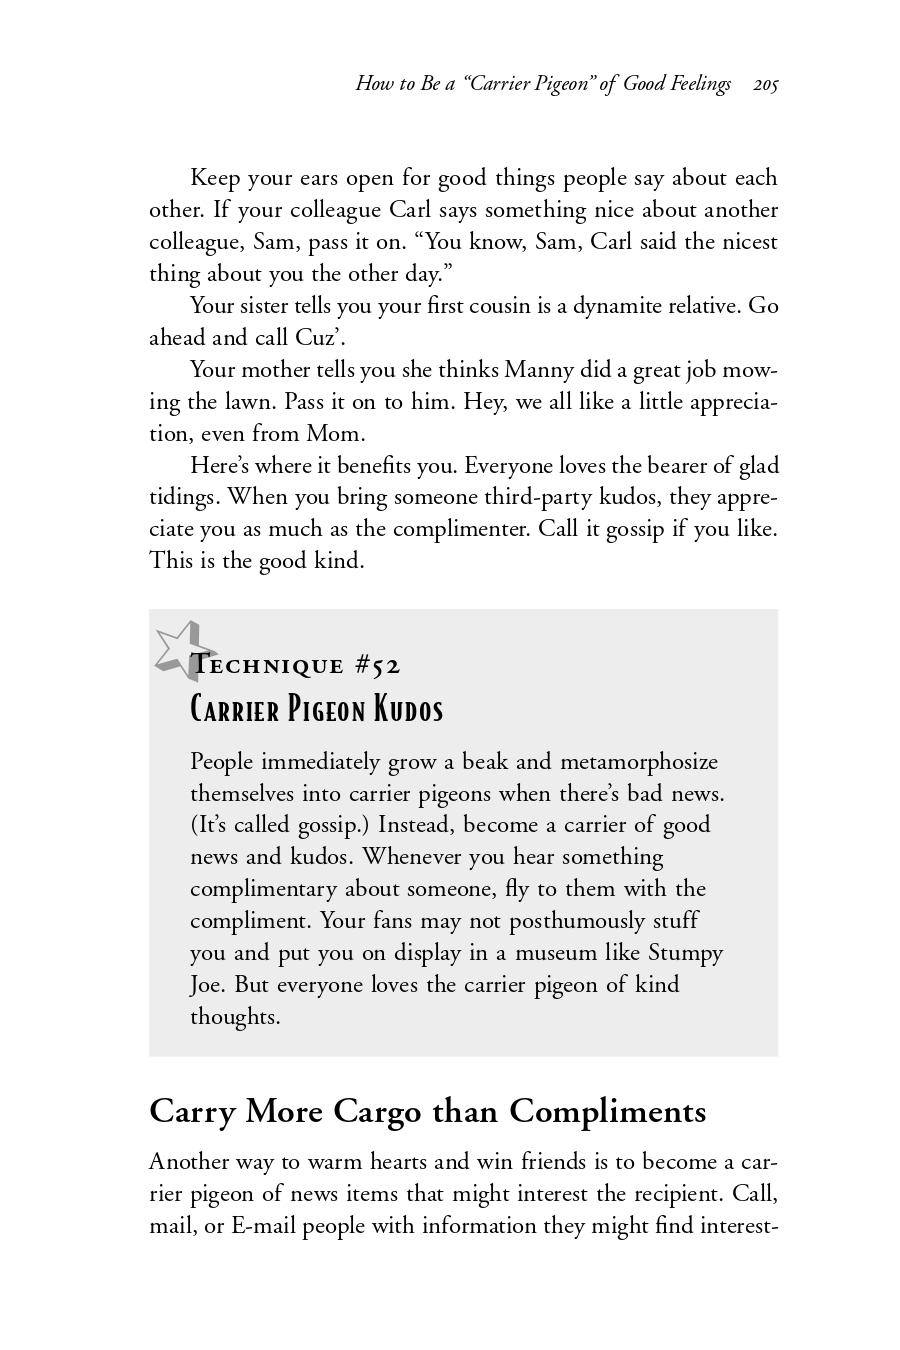 How to Be a “Carrier Pigeon” of Good Feelings 205
Keep your ears open for good things people say about each
other. If your colleague Carl says something nice about another
colleague, Sam, pass it on. “You know, Sam, Carl said the nicest
thing about you the other day.”
Your sister tells you your first cousin is a dynamite relative. Go
ahead and call Cuz’.
Your mother tells you she thinks Manny did a great job mow-
ing the lawn. Pass it on to him. Hey, we all like a little apprecia-
tion, even from Mom.
Here’s where it benefits you. Everyone loves the bearer of glad
tidings. When you bring someone third-party kudos, they appre-
ciate you as much as the complimenter. Call it gossip if you like.
This is the good kind.
Technique #52
Carrier Pigeon Kudos
People immediately grow a beak and metamorphosize
themselves into carrier pigeons when there’s bad news.
(It’s called gossip.) Instead, become a carrier of good
news and kudos. Whenever you hear something
complimentary about someone, fly to them with the
compliment. Your fans may not posthumously stuff
you and put you on display in a museum like Stumpy
Joe. But everyone loves the carrier pigeon of kind
thoughts.
Carry More Cargo than Compliments
Another way to warm hearts and win friends is to become a car-
rier pigeon of news items that might interest the recipient. Call,
mail, or E-mail people with information they might find interest-